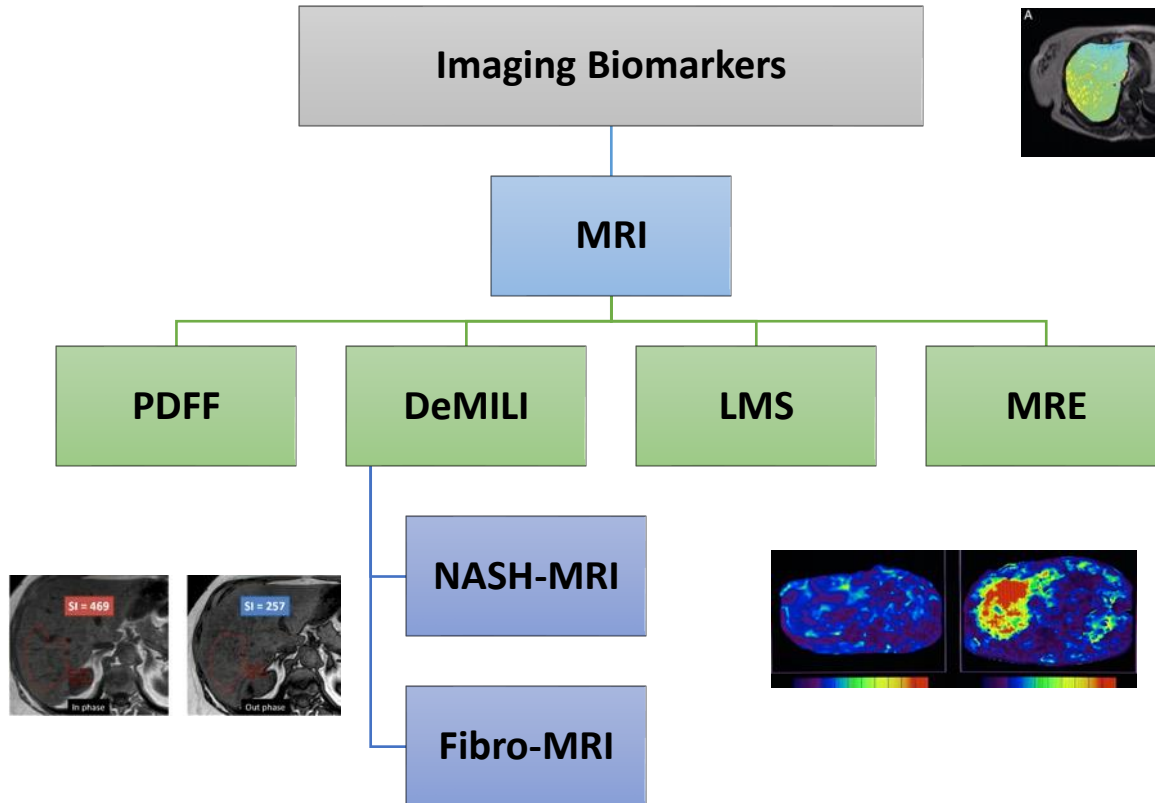 Imaging Biomarkers
A
MRI
PDFF
DeMILI
LMS
MRE
NASH-MRI
SI = 469
SI = 257
In phase
Out phase
Fibro-MRI